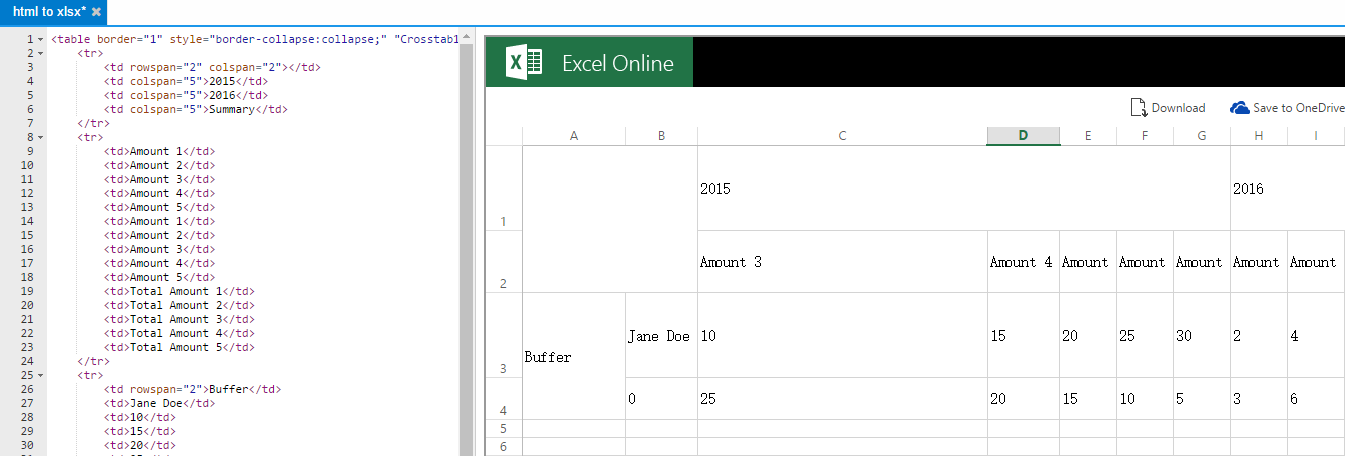 html to xlsx*
1 <table border="1" style="border-collapse:collapse;" "Crosstab1
2 <tr>
3 <td rowspan="2" colspan="2"></td>
4 <td colspan="5">2015</td>
5 <td colspan="5">2016</td>
6 <td colspan="5">Summary</td>
7 </tr>
8 <tr>
9 <td>Amount 1</td>
10 <td>Amount 2</td>
11 <td>Amount 3</td>
12 <td>Amount 4</td>
13 <td>Amount 5</td>
14 <td>Amount 1</td>
15 <td>Amount 2</td>
16 <td>Amount 3</td>
17 <td>Amount 4</td>
18 <td>Amount 5</td>
19 <td>Total Amount 1</td>
20 <td>Total Amount 2</td>
21 <td>Total Amount 3</td>
22 <td>Total Amount 4</td>
23 <td>Total Amount 5</td>
24 </tr>
25 <tr>
26 <td rowspan="2">Buffer</td>
27 <td>Jane Doe</td>
28 <td>10</td>
29 <td>15</td>
30 <td>20</td>
X Excel Online
Download Save to OneDrive
A B C D E F G H I
1 2015 2016
2 Amount 3 Amount 4 Amount Amount Amount Amount Amount
3 Buffer Jane Doe 10 15 20 25 30 2 4
4 0 25 20 15 10 5 3 6
5
6